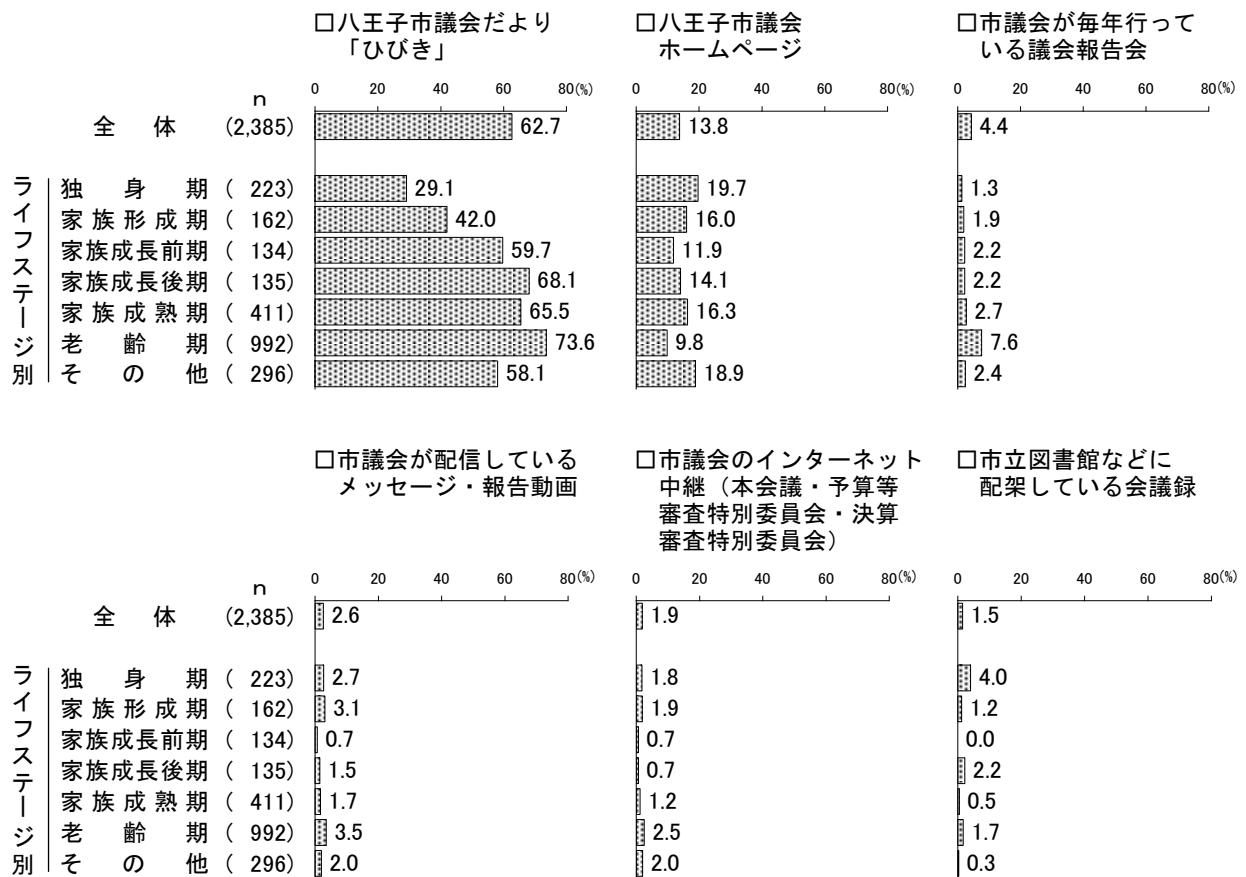 □八王子市議会だより
「ひびき」
□八王子市議会
ホームページ
□市議会が毎年行って
いる議会報告会
0 20 40 60 80(%)
0 20 40 60 80(%)
0 20 40 60 80(%)
n
全体 (2,385) 62.7 13.8 4.4
ライフステージ別
独身期 ( 223) 29.1 19.7 1.3
家族形成期 ( 162) 42.0 16.0 1.9
家族成長前期 ( 134) 59.7 11.9 2.2
家族成長後期 ( 135) 68.1 14.1 2.2
家族成熟期 ( 411) 65.5 16.3 2.7
老齢期 ( 992) 73.6 9.8 7.6
その他 ( 296) 58.1 18.9 2.4
□市議会が配信している
メッセージ・報告動画
□市議会のインターネット
中継（本会議・予算等
審査特別委員会・決算
審査特別委員会）
□市立図書館などに
配架している会議録
0 20 40 60 80(%)
0 20 40 60 80(%)
0 20 40 60 80(%)
n
全体 (2,385) 2.6 1.9 1.5
ライフステージ別
独身期 ( 223) 2.7 1.8 4.0
家族形成期 ( 162) 3.1 1.9 1.2
家族成長前期 ( 134) 0.7 0.7 0.0
家族成長後期 ( 135) 1.5 0.7 2.2
家族成熟期 ( 411) 1.7 1.2 0.5
老齢期 ( 992) 3.5 2.5 1.7
その他 ( 296) 2.0 2.0 0.3